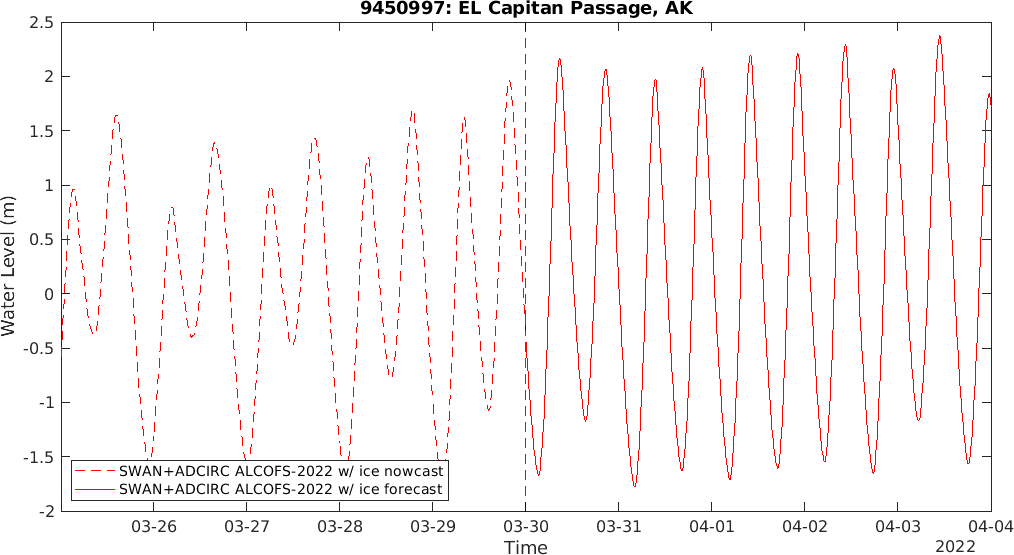 9450997: EL Capitan Passage, AK
2.5
2
1.5
1
0.5
0
-0.5
-1
-1.5
-2
Water Level (m)
SWAN+ADCIRC ALCOFS-2022 w/ ice nowcast
SWAN+ADCIRC ALCOFS-2022 w/ ice forecast
03-26 03-27 03-28 03-29 03-30 03-31 04-01 04-02 04-03 04-04
Time
2022